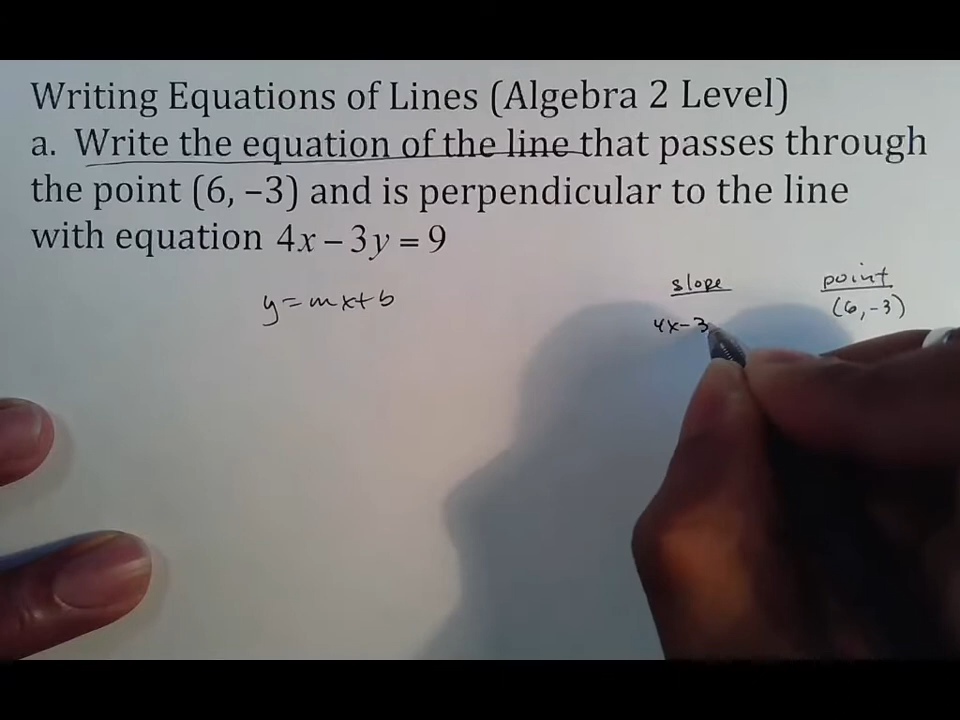 Writing Equations of Lines (Algebra 2 Level)
a. Write the equation of the line that passes through
the point (6, −3) and is perpendicular to the line
with equation 4x − 3y = 9
y = mx + b
slope
4x − 3
point
(6, −3)